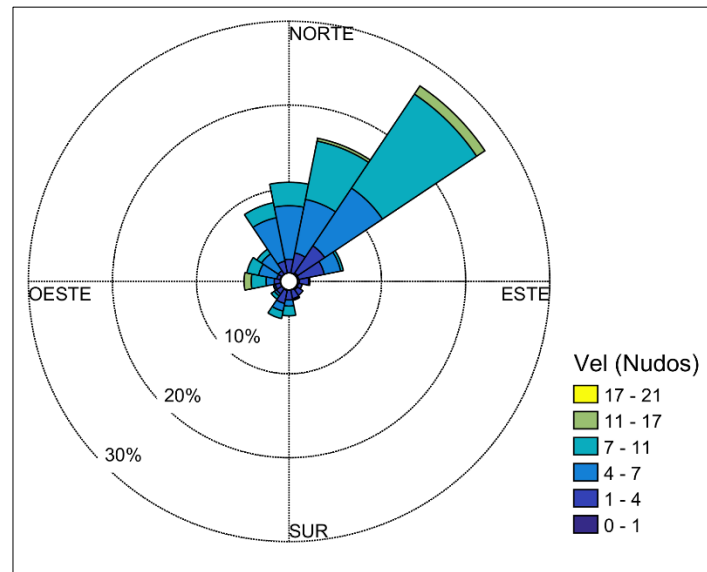 NORTE
OESTE
ESTE
10%
20%
30%
SUR
Vel (Nudos)
17 - 21
11 - 17
7 - 11
4 - 7
1 - 4
0 - 1